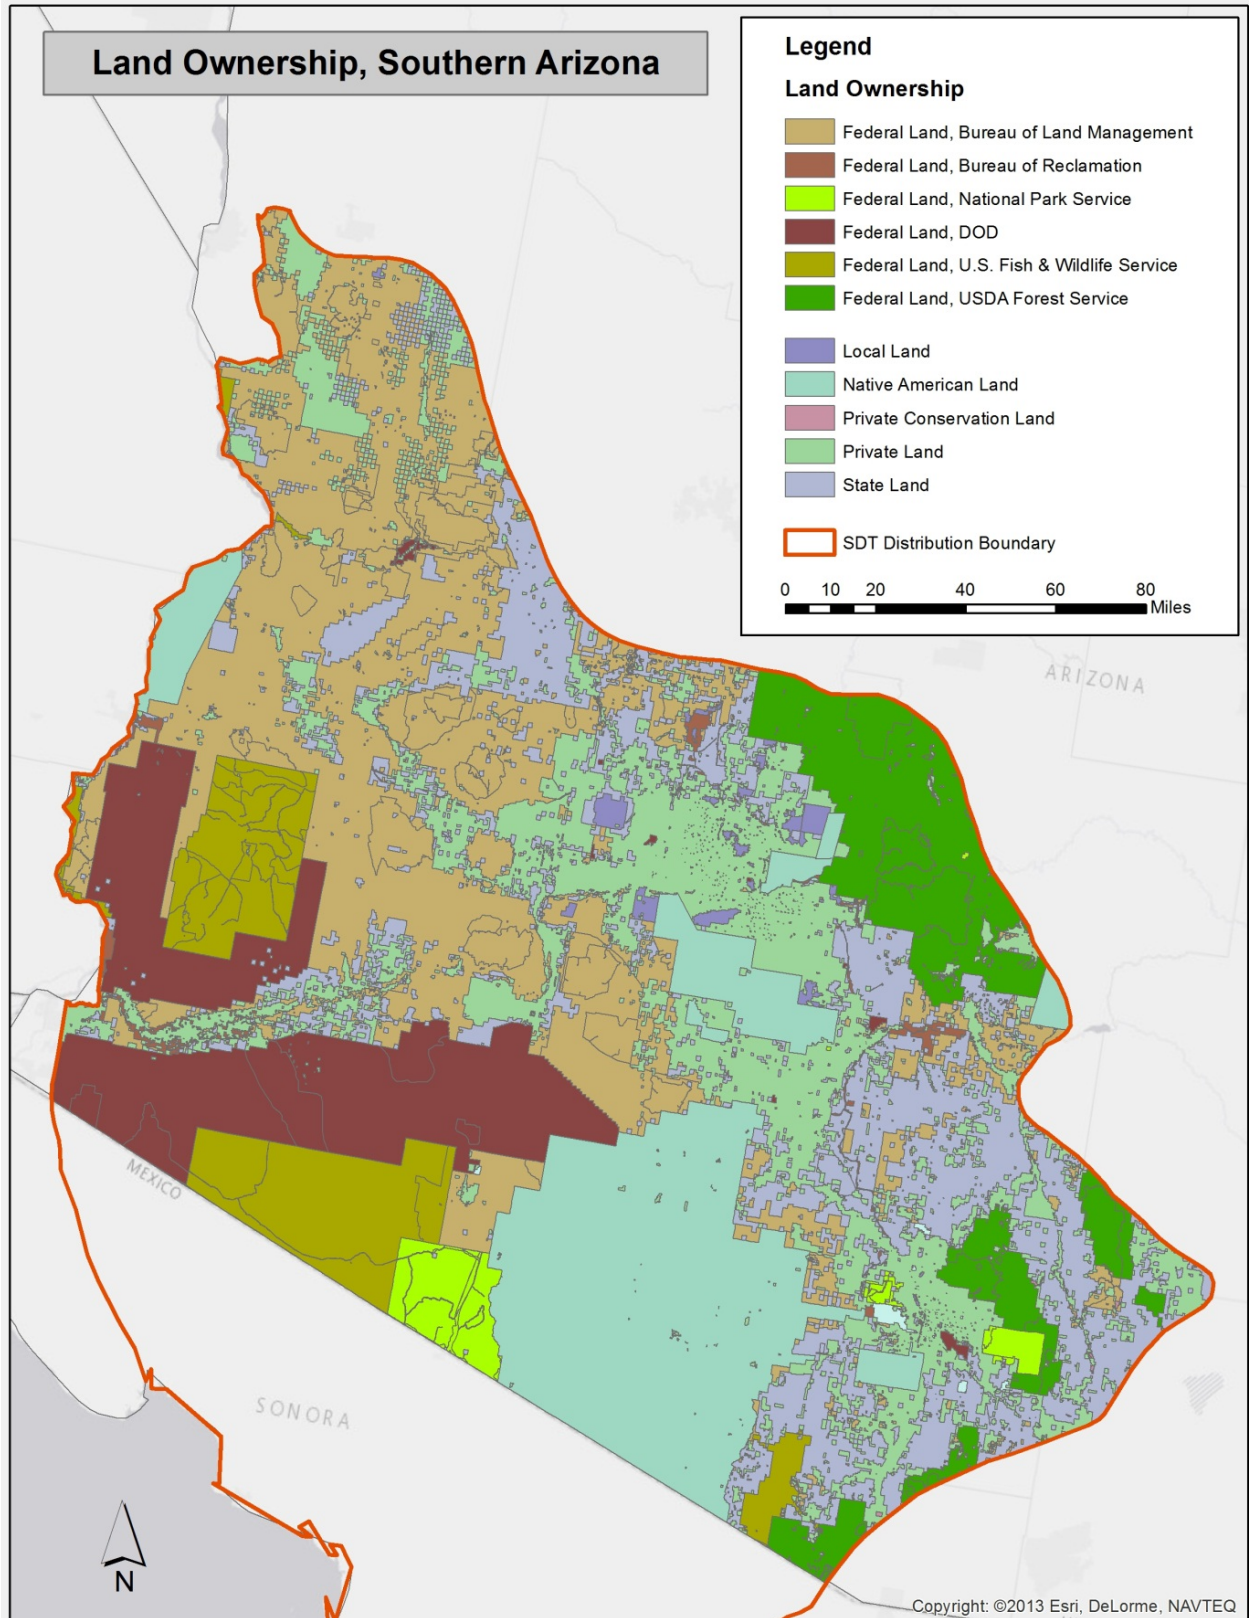 Land Ownership, Southern Arizona
Legend
Land Ownership
Federal Land, Bureau of Land Management
Federal Land, Bureau of Reclamation
Federal Land, National Park Service
Federal Land, DOD
Federal Land, U.S. Fish & Wildlife Service
Federal Land, USDA Forest Service
Local Land
Native American Land
Private Conservation Land
Private Land
State Land
SDT Distribution Boundary
0 10 20 40 60 80
Miles
ARIZONA
MEXICO
SONORA
N
Copyright: ©2013 Esri, DeLorme, NAVTEQ